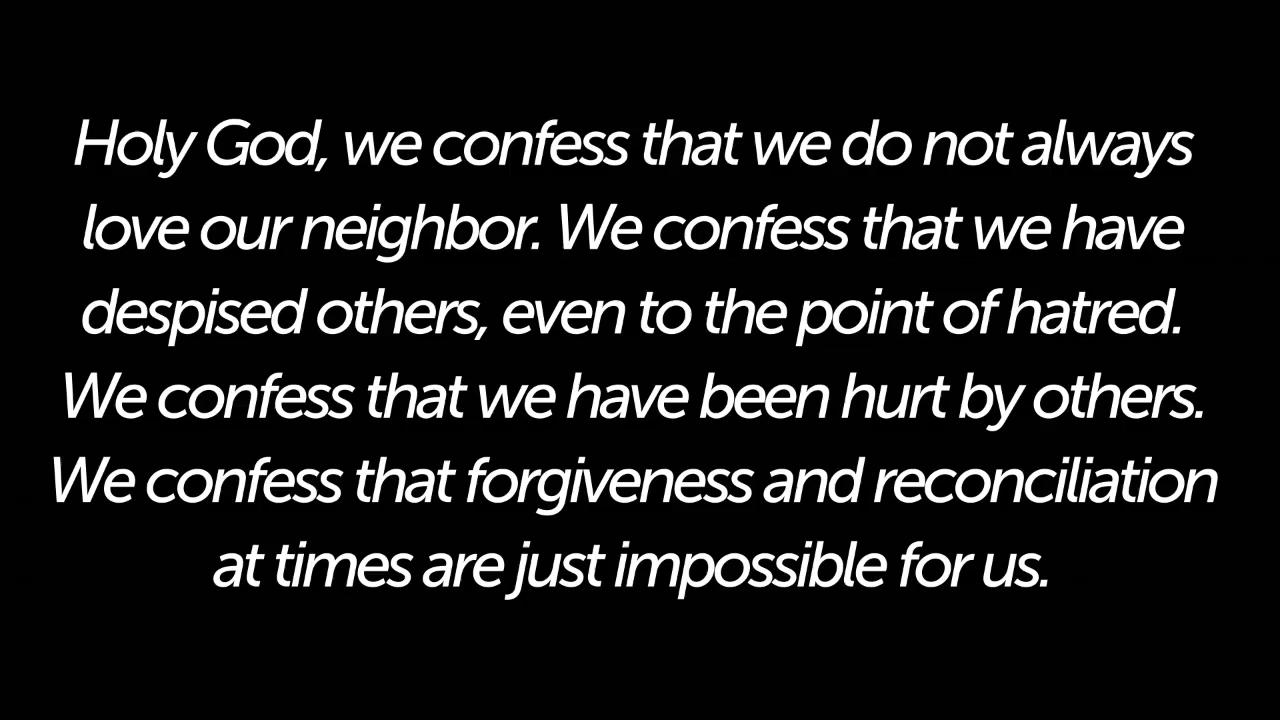 Holy God, we confess that we do not always
love our neighbor. We confess that we have
despised others, even to the point of hatred.
We confess that we have been hurt by others.
We confess that forgiveness and reconciliation
at times are just impossible for us.